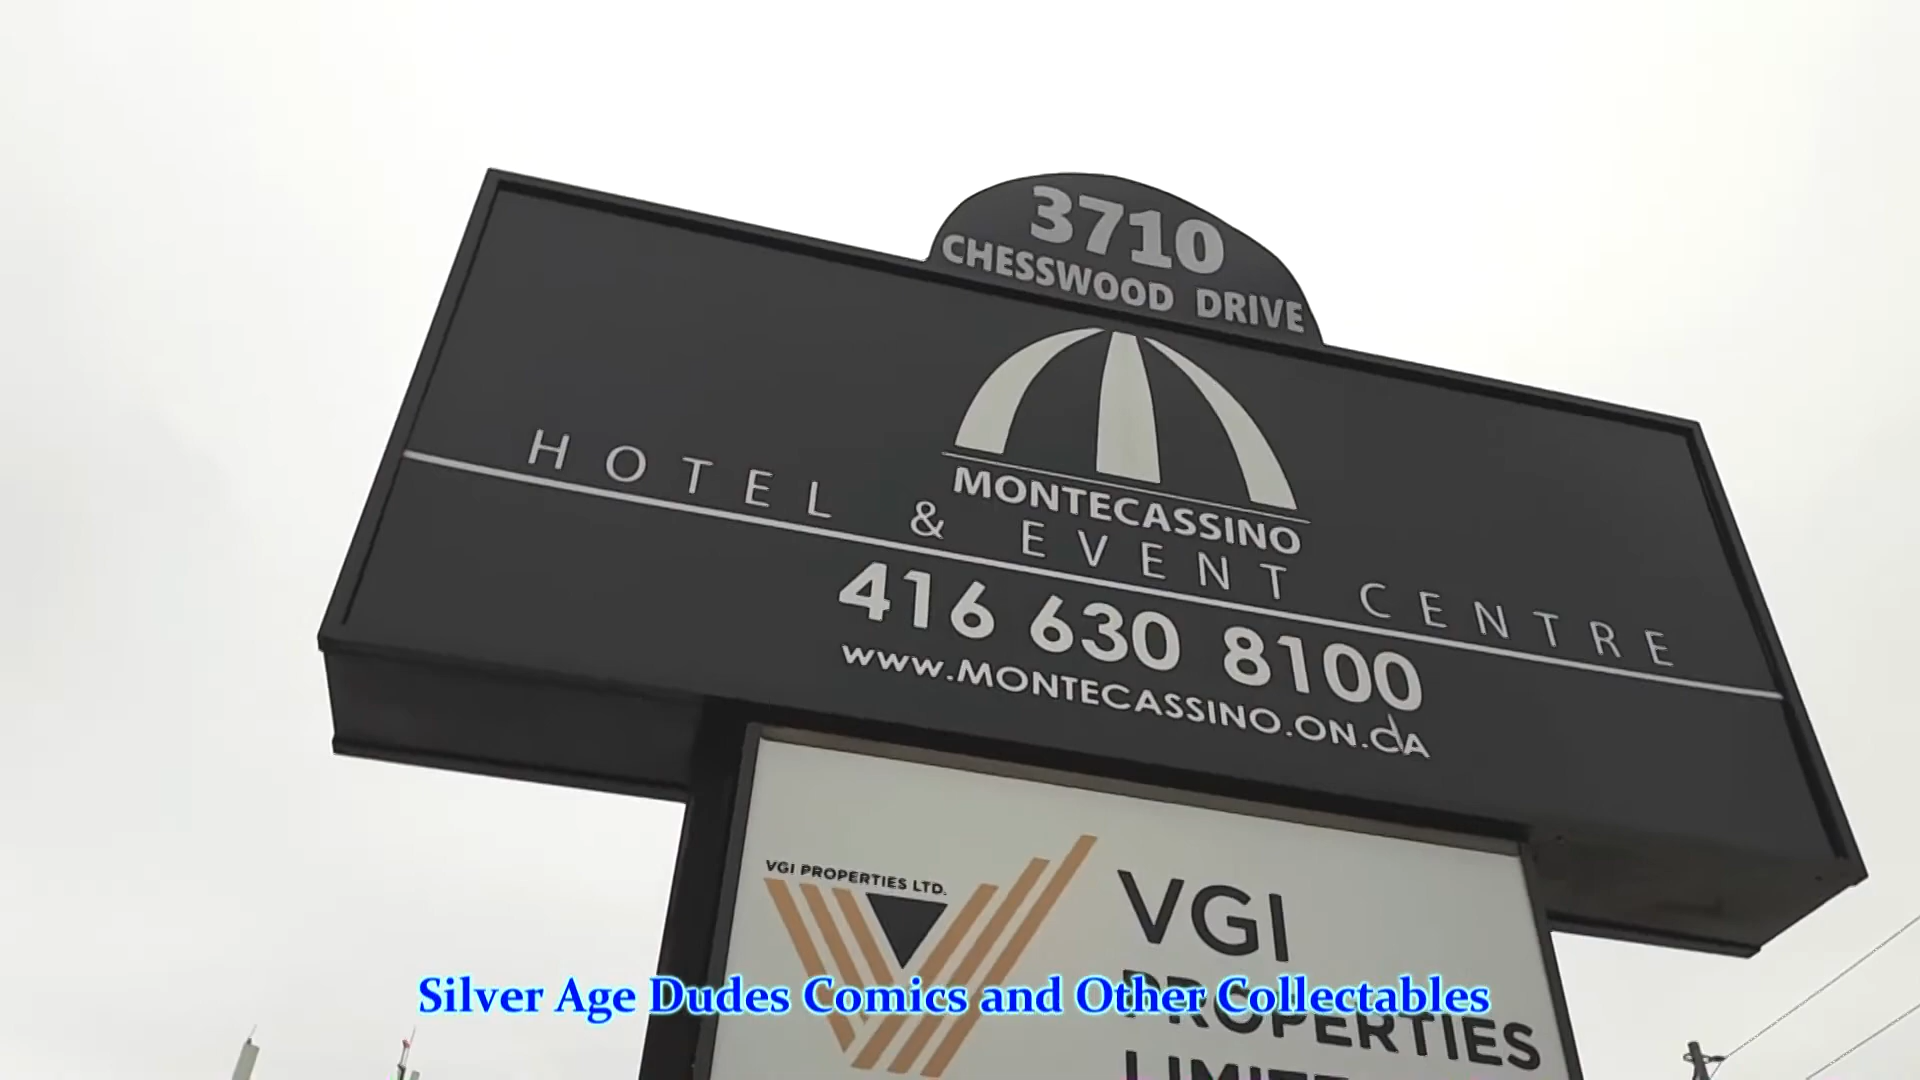 3710
CHESSWOOD DRIVE
MONTECASSINO
HOTEL & EVENT CENTRE
416 630 8100
www.MONTECASSINO.ON.CA
VGI PROPERTIES LTD.
VGI
PROPERTIES
Silver Age Dudes Comics and Other Collectables